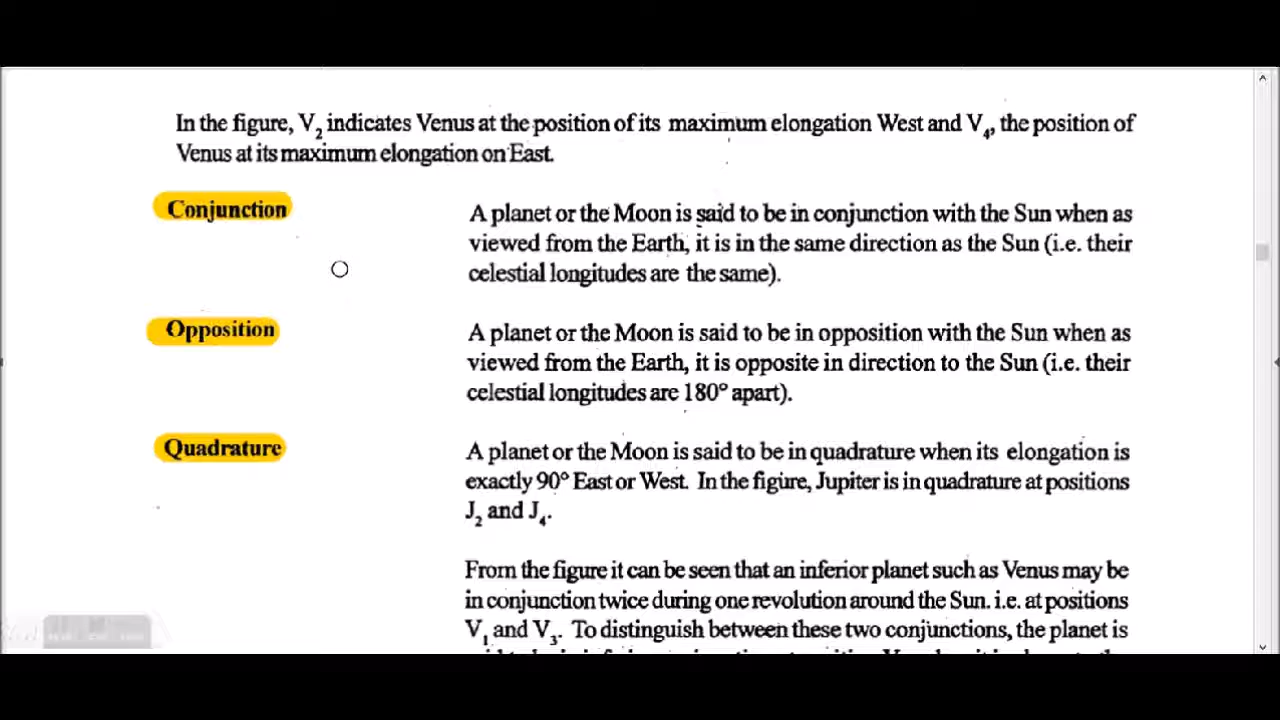 In the figure, V₂ indicates Venus at the position of its maximum elongation West and V₄, the position of
Venus at its maximum elongation on East.
Conjunction
A planet or the Moon is said to be in conjunction with the Sun when as
viewed from the Earth, it is in the same direction as the Sun (i.e. their
celestial longitudes are the same).
Opposition
A planet or the Moon is said to be in opposition with the Sun when as
viewed from the Earth, it is opposite in direction to the Sun (i.e. their
celestial longitudes are 180° apart).
Quadrature
A planet or the Moon is said to be in quadrature when its elongation is
exactly 90° East or West. In the figure, Jupiter is in quadrature at positions
J₂ and J₄.
From the figure it can be seen that an inferior planet such as Venus may be
in conjunction twice during one revolution around the Sun. i.e. at positions
V₁ and V₃. To distinguish between these two conjunctions, the planet is